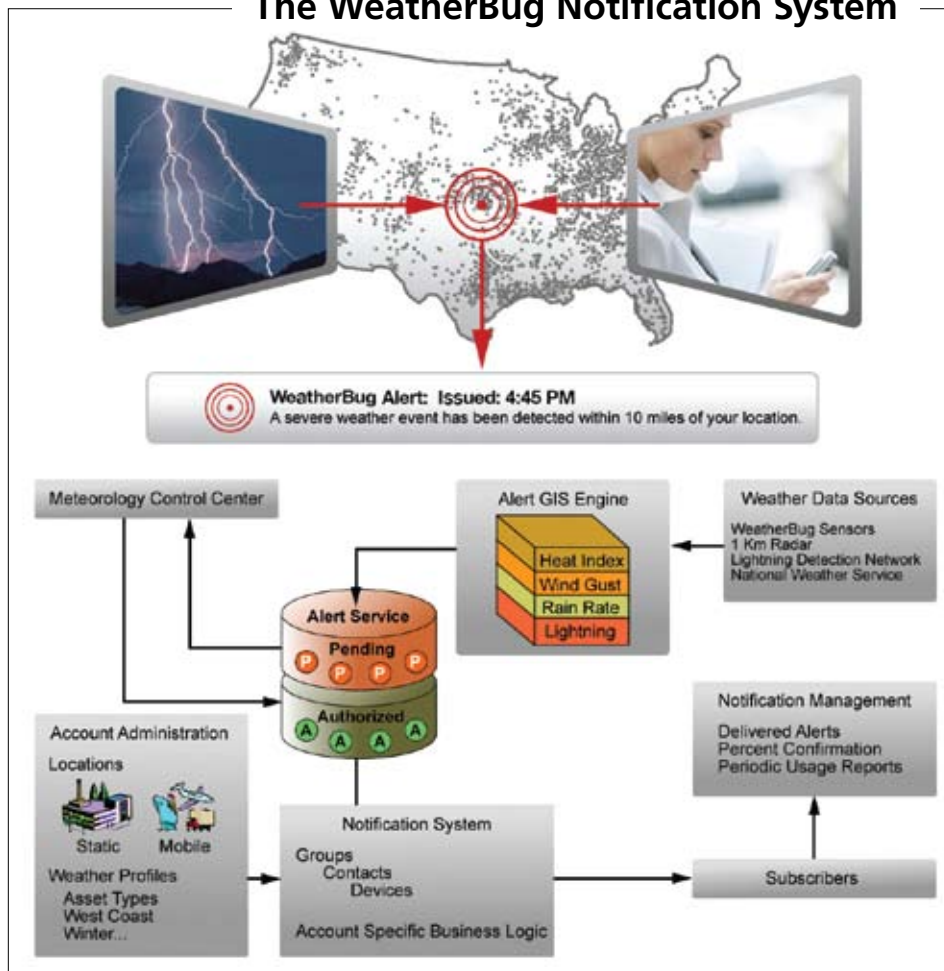 The WeatherBug Notification System
WeatherBug Alert: Issued: 4:45 PM
A severe weather event has been detected within 10 miles of your location.
Meteorology Control Center
Alert GIS Engine
Heat Index
Wind Gust
Rain Rate
Lightning
Weather Data Sources
WeatherBug Sensors
1 Km Radar
Lightning Detection Network
National Weather Service
Alert Service
Pending
P P P P
Authorized
A A A A
Account Administration
Locations
Static Mobile
Weather Profiles
Asset Types
West Coast
Winter...
Notification System
Groups
Contacts
Devices
Account Specific Business Logic
Notification Management
Delivered Alerts
Percent Confirmation
Periodic Usage Reports
Subscribers